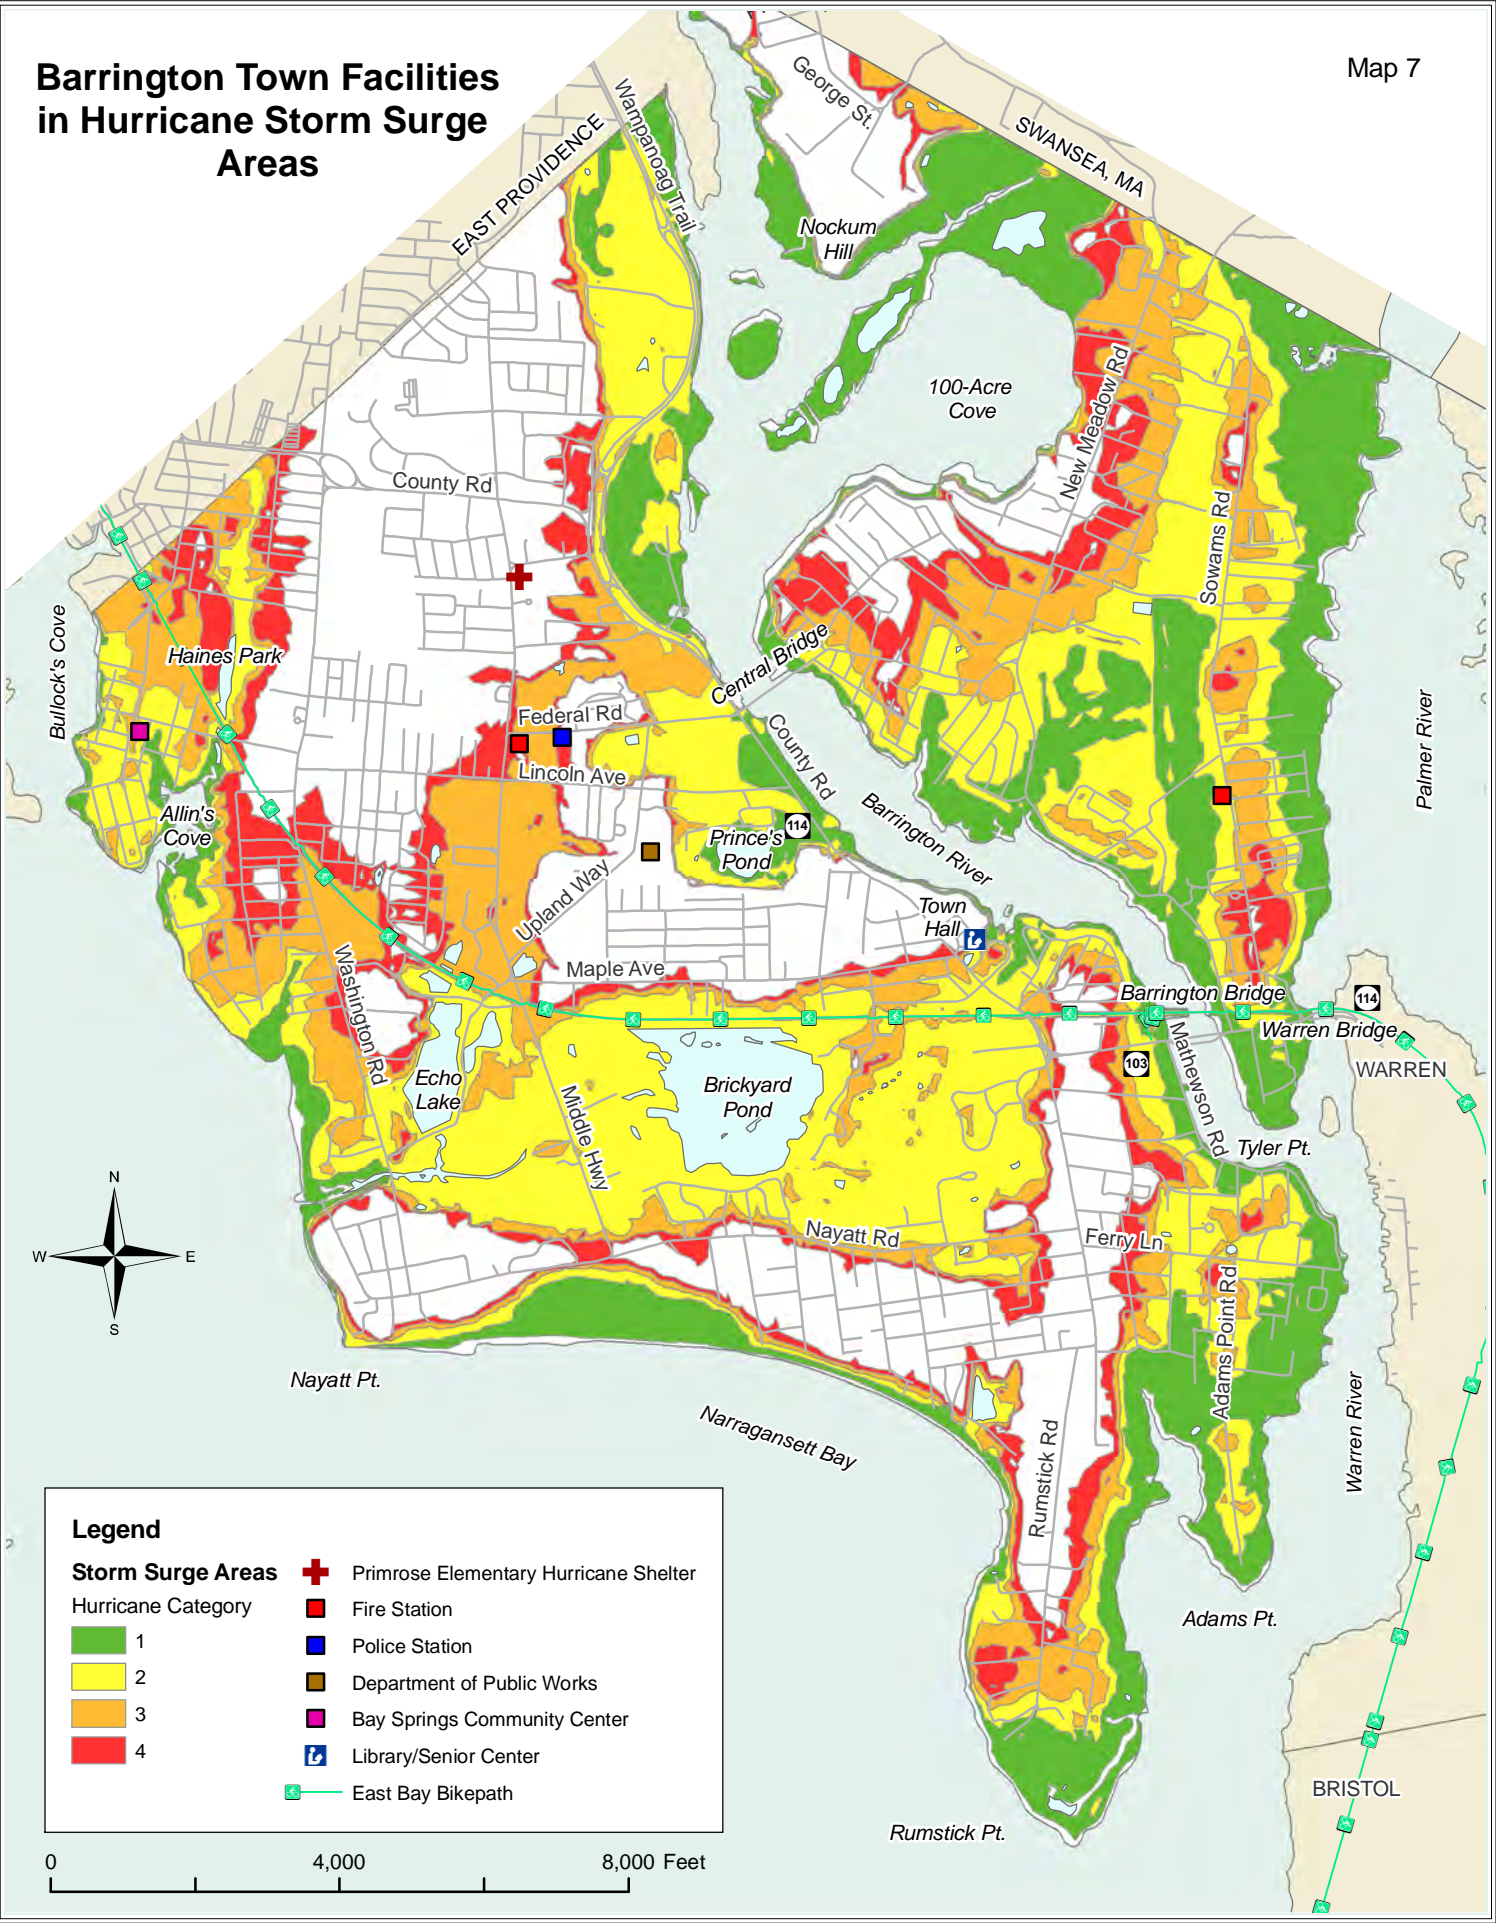 Barrington Town Facilities
in Hurricane Storm Surge
Areas
Map 7
Wampanoag Trail
George St.
EAST PROVIDENCE
SWANSEA, MA
Nockum
Hill
100-Acre
Cove
New Meadow Rd
County Rd
Sowams Rd
Bullock's Cove
Haines Park
Central Bridge
Palmer River
Federal Rd
County Rd
Lincoln Ave
Allin's
Cove
114
Prince's
Pond
Barrington River
Upland Way
Town
Hall
Washington Rd
Maple Ave
Barrington Bridge
114
Warren Bridge
103
Mathewson Rd
WARREN
Echo
Lake
Brickyard
Pond
Middle Hwy
Tyler Pt.
N
W
E
S
Nayatt Rd
Ferry Ln
Adams Point Rd
Nayatt Pt.
Narragansett Bay
Rumstick Rd
Warren River
Adams Pt.
Legend
Storm Surge Areas
Hurricane Category
1
2
3
4
Primrose Elementary Hurricane Shelter
Fire Station
Police Station
Department of Public Works
Bay Springs Community Center
Library/Senior Center
East Bay Bikepath
BRISTOL
Rumstick Pt.
0
4,000
8,000 Feet